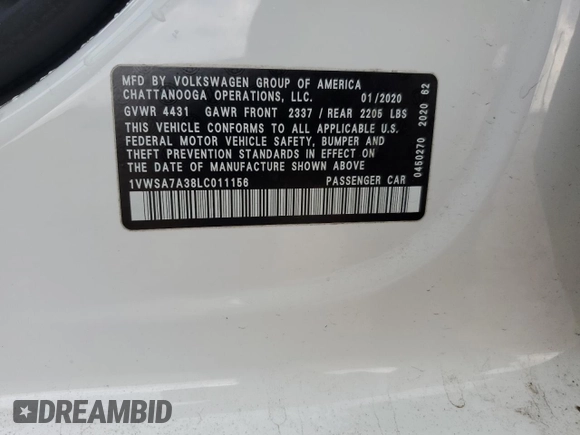 MFD BY VOLKSWAGEN GROUP OF AMERICA
CHATTANOOGA OPERATIONS, LLC. 01/2020
GVWR 4431 GAWR FRONT 2337 / REAR 2205 LBS
THIS VEHICLE CONFORMS TO ALL APPLICABLE U.S.
FEDERAL MOTOR VEHICLE SAFETY, BUMPER AND
THEFT PREVENTION STANDARDS IN EFFECT ON
THE DATE OF MANUFACTURE SHOWN ABOVE
1VWSA7A38LC011156 PASSENGER CAR
0450270 2020 62
DREAMBID